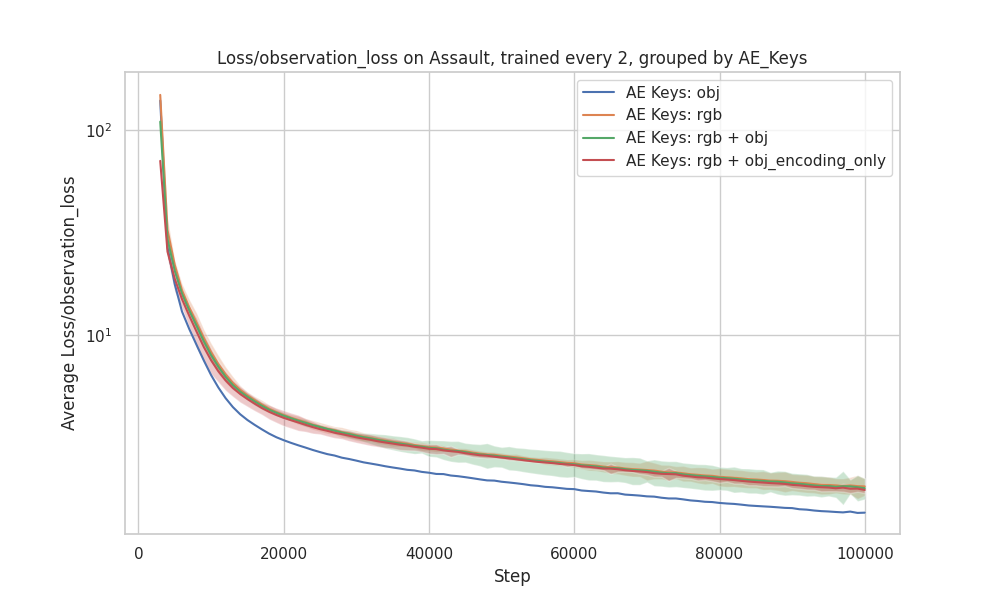 Loss/observation_loss on Assault, trained every 2, grouped by AE_Keys
AE Keys: obj
AE Keys: rgb
AE Keys: rgb + obj
AE Keys: rgb + obj_encoding_only
10²
10¹
Average Loss/observation_loss
0 20000 40000 60000 80000 100000
Step